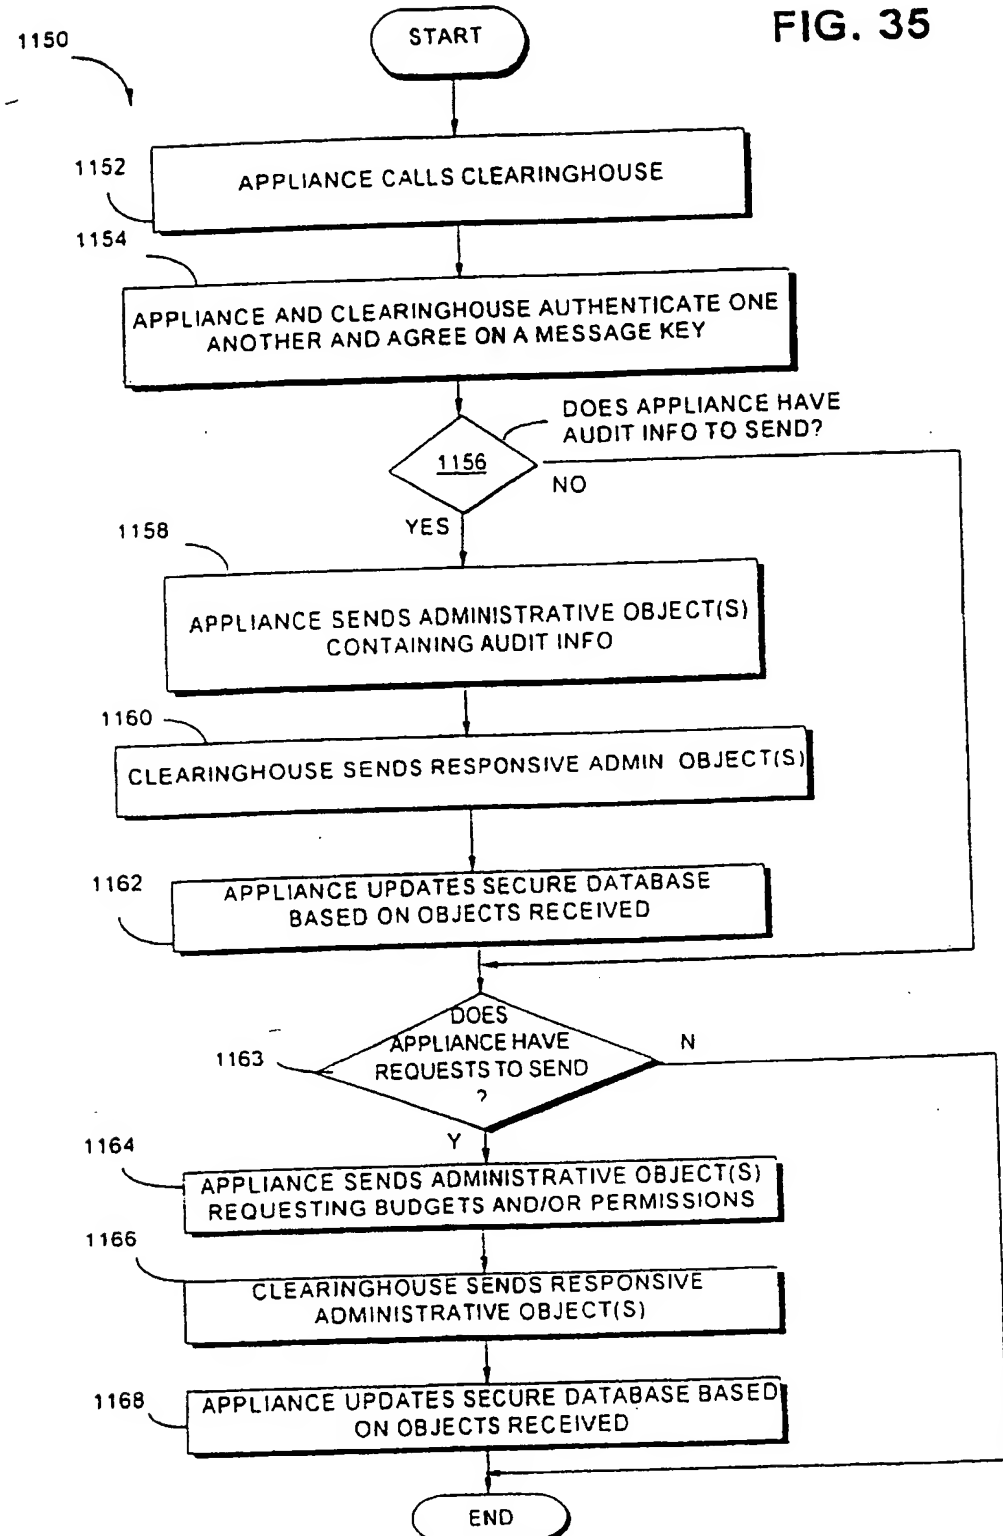 FIG. 35
1150
START
1152
APPLIANCE CALLS CLEARINGHOUSE
1154
APPLIANCE AND CLEARINGHOUSE AUTHENTICATE ONE
ANOTHER AND AGREE ON A MESSAGE KEY
DOES APPLIANCE HAVE
AUDIT INFO TO SEND?
1156
NO
YES
1158
APPLIANCE SENDS ADMINISTRATIVE OBJECT(S)
CONTAINING AUDIT INFO
1160
CLEARINGHOUSE SENDS RESPONSIVE ADMIN OBJECT(S)
1162
APPLIANCE UPDATES SECURE DATABASE
BASED ON OBJECTS RECEIVED
DOES
APPLIANCE HAVE
REQUESTS TO SEND
?
1163
N
Y
1164
APPLIANCE SENDS ADMINISTRATIVE OBJECT(S)
REQUESTING BUDGETS AND/OR PERMISSIONS
1166
CLEARINGHOUSE SENDS RESPONSIVE
ADMINISTRATIVE OBJECT(S)
1168
APPLIANCE UPDATES SECURE DATABASE BASED
ON OBJECTS RECEIVED
END